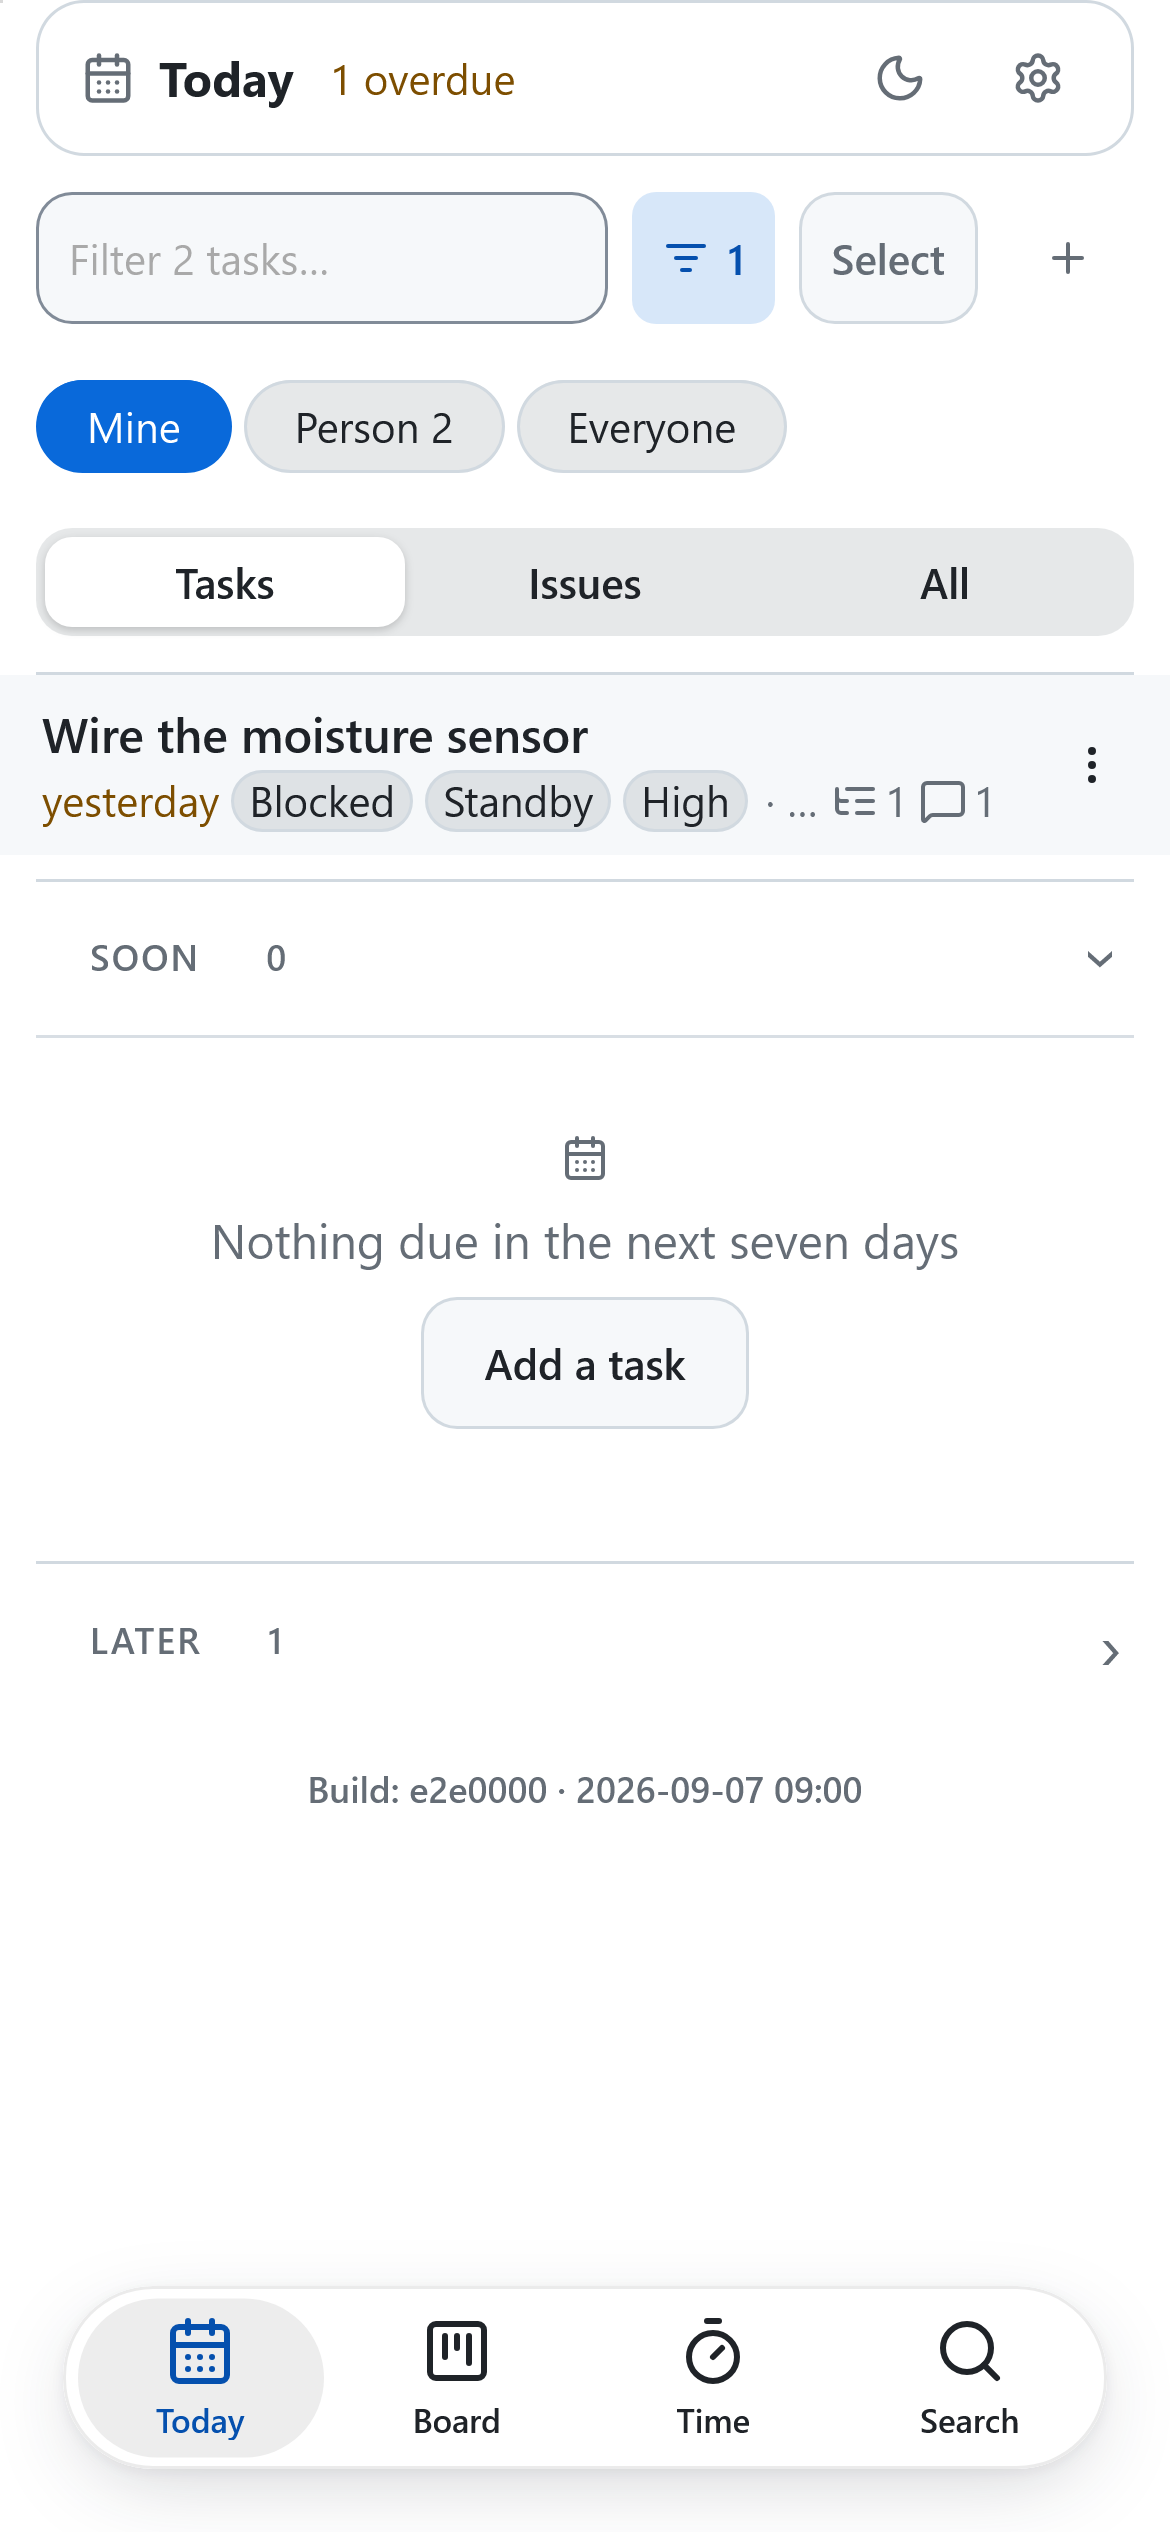 Today 1 overdue
Filter 2 tasks...
1
Select
Mine
Person 2
Everyone
Tasks
Issues
All
Wire the moisture sensor
yesterday Blocked Standby High · ... 1 1
SOON 0
Nothing due in the next seven days
Add a task
LATER 1
Build: e2e0000 · 2026-09-07 09:00
Today
Board
Time
Search